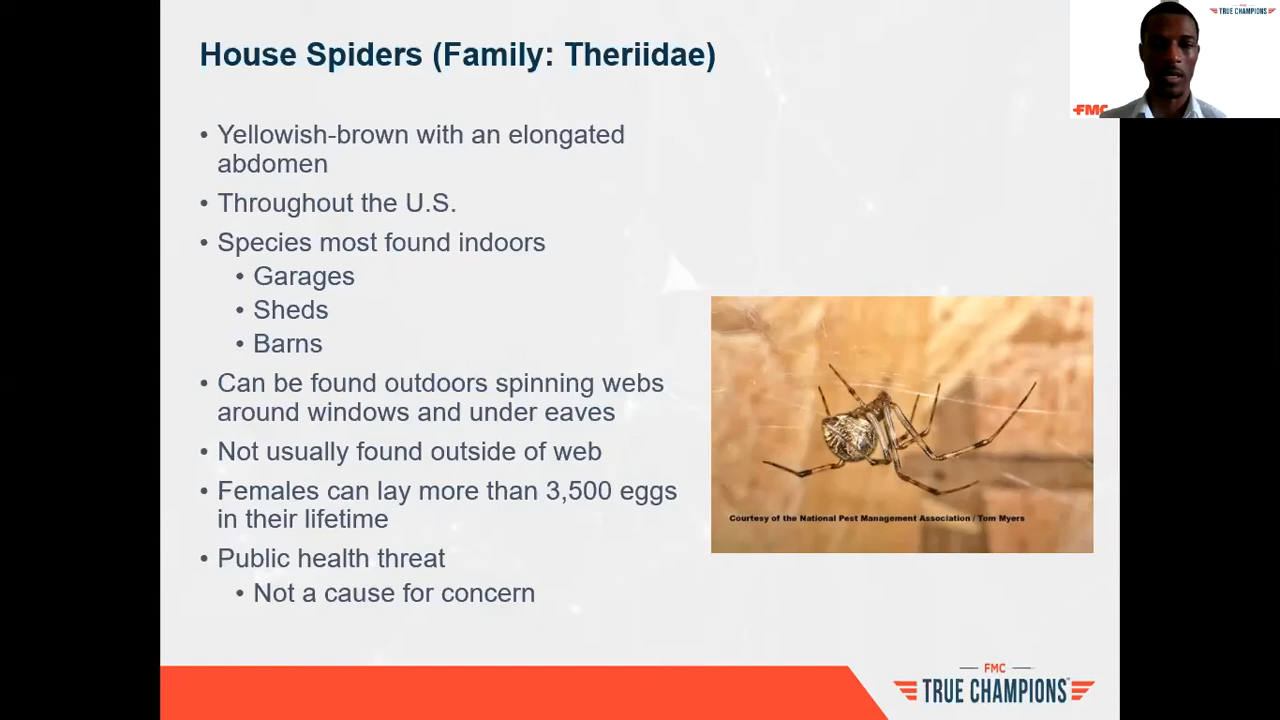 House Spiders (Family: Theriidae)
• Yellowish-brown with an elongated
abdomen
• Throughout the U.S.
• Species most found indoors
• Garages
• Sheds
• Barns
• Can be found outdoors spinning webs
around windows and under eaves
• Not usually found outside of web
• Females can lay more than 3,500 eggs
in their lifetime
• Public health threat
• Not a cause for concern
Courtesy of the National Pest Management Association / Tom Myers
FMC
TRUE CHAMPIONS™
TRUE CHAMPIONS
FMC